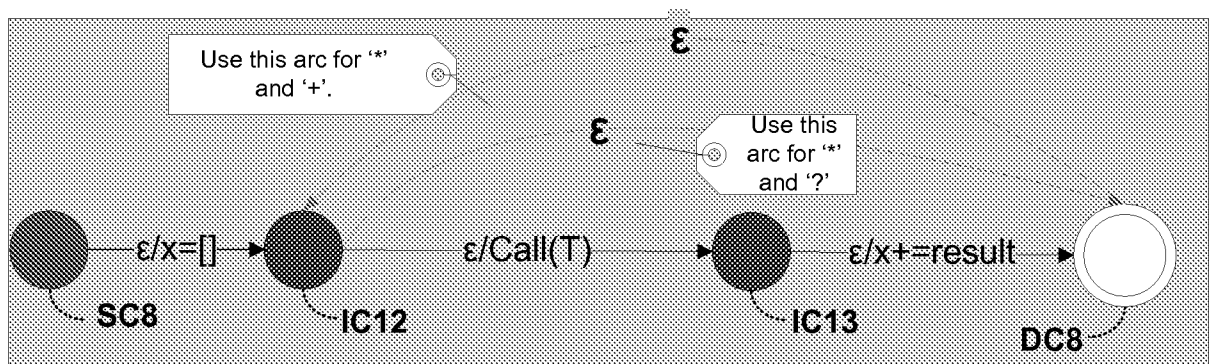 ε
Use this arc for ‘*’
and ‘+’.
ε
Use this
arc for ‘*’
and ‘?’
ε/x=[]
ε/Call(T)
ε/x+=result
SC8
IC12
IC13
DC8